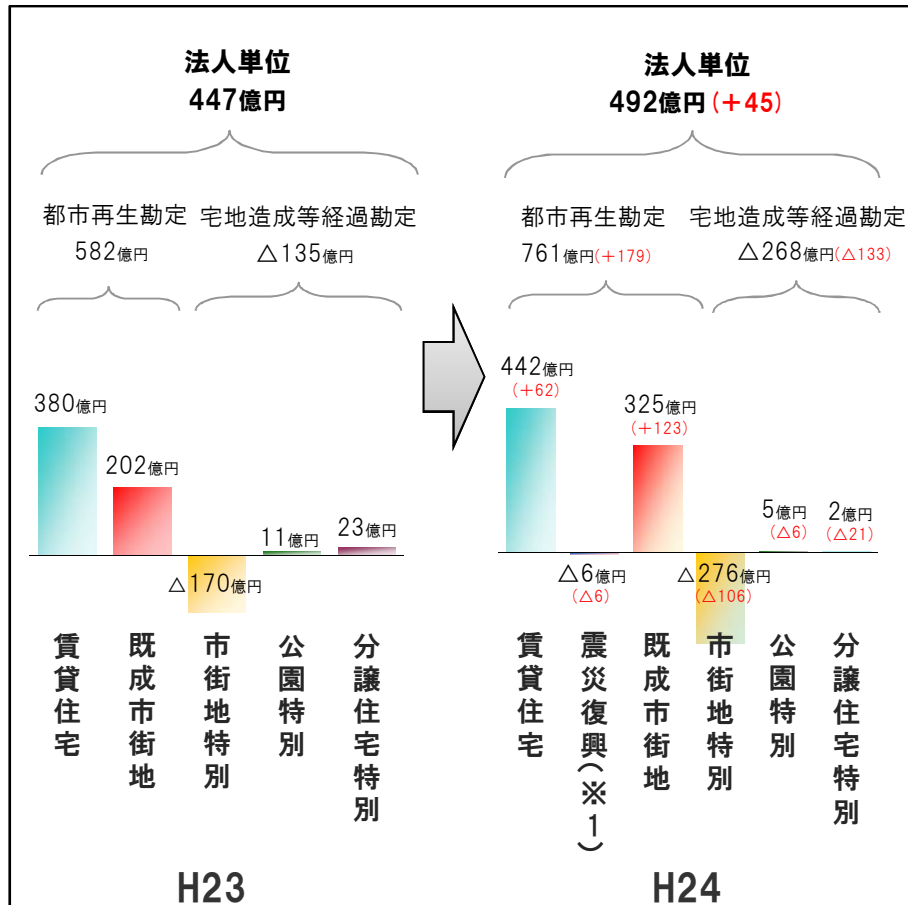 法人単位
447億円
都市再生勘定
582億円
宅地造成等経過勘定
△135億円
380億円
202億円
△170億円
11億円
23億円
賃貸住宅
既成市街地
市街地特別
公園特別
分譲住宅特別
H23
法人単位
492億円(+45)
都市再生勘定
761億円(+179)
宅地造成等経過勘定
△268億円(△133)
442億円
(+62)
△6億円
(△6)
325億円
(+123)
△276億円
(△106)
5億円
(△6)
2億円
(△21)
賃貸住宅
震災復興(※1)
既成市街地
市街地特別
公園特別
分譲住宅特別
H24